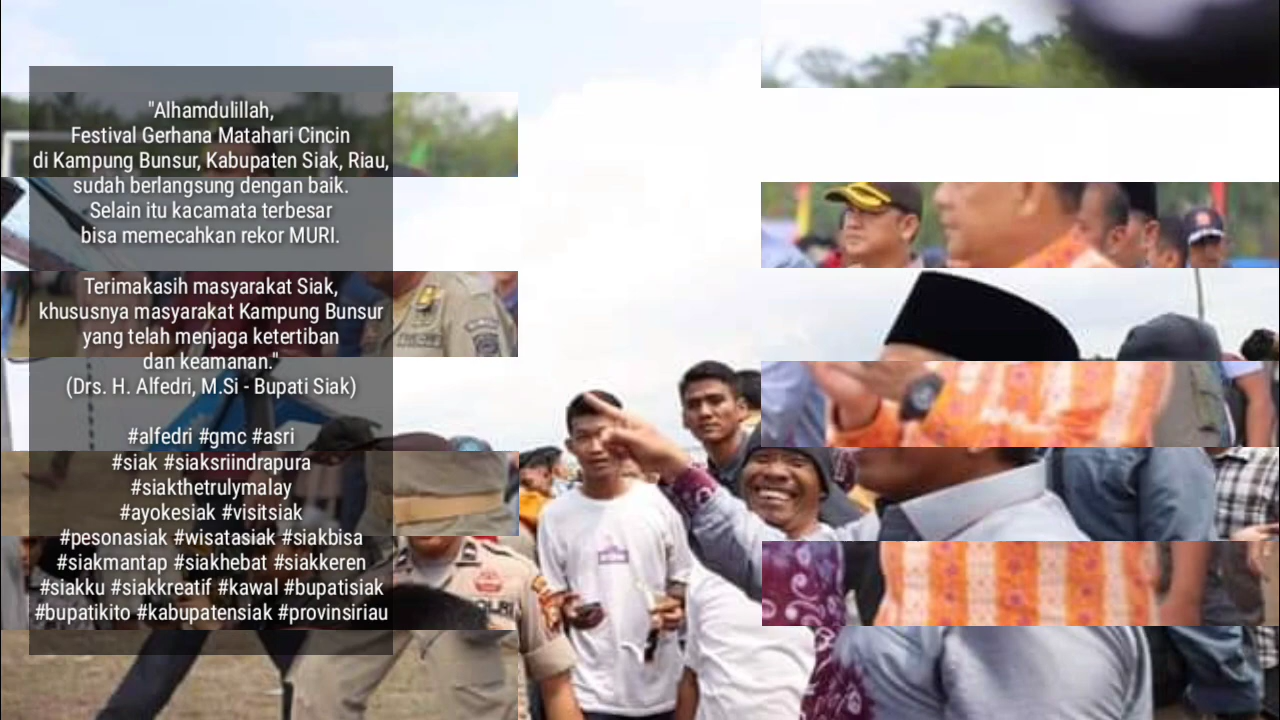 "Alhamdulillah,
Festival Gerhana Matahari Cincin
di Kampung Bunsur, Kabupaten Siak, Riau,
sudah berlangsung dengan baik.
Selain itu kacamata terbesar
bisa memecahkan rekor MURI.
Terimakasih masyarakat Siak,
khususnya masyarakat Kampung Bunsur
yang telah menjaga ketertiban
dan keamanan."
(Drs. H. Alfedri, M.Si - Bupati Siak)
#alfedri #gmc #asri
#siak #siaksriindrapura
#siakthetrulymalay
#ayokesiak #visitsiak
#pesonasiak #wisatasiak #siakbisa
#siakmantap #siakhebat #siakkeren
#siakku #siakkreatif #kawal #bupatisiak
#bupatikito #kabupatensiak #provinsiriau